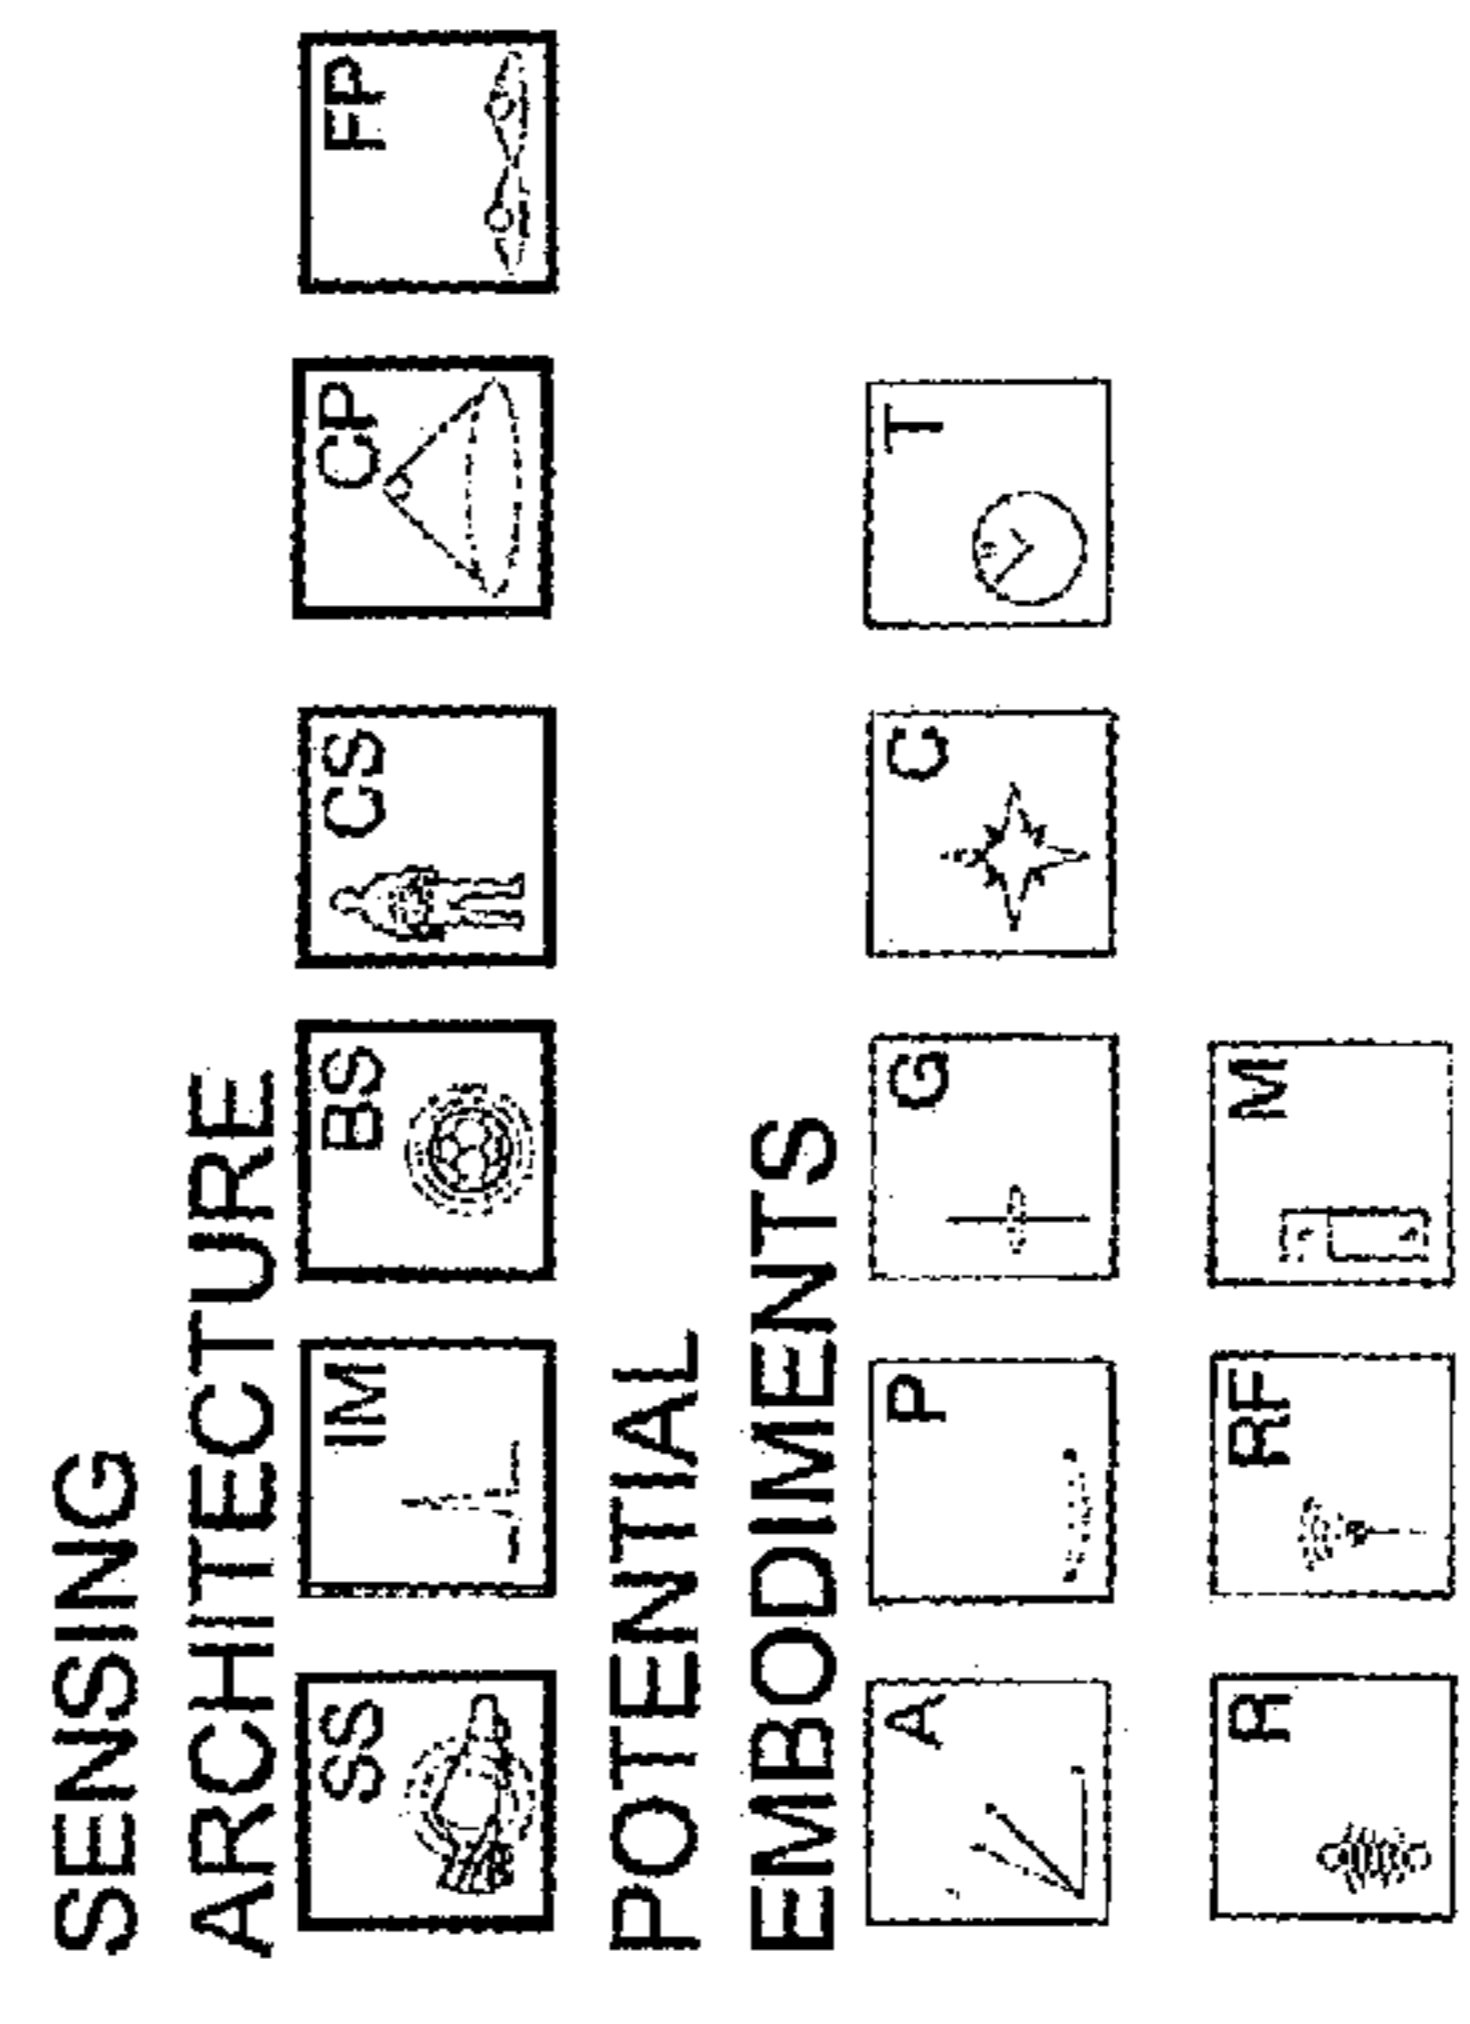 SENSING
ARCHITECTURE
SS IM BS CS CP FP
POTENTIAL
EMBODIMENTS
A P G C T
R RF M